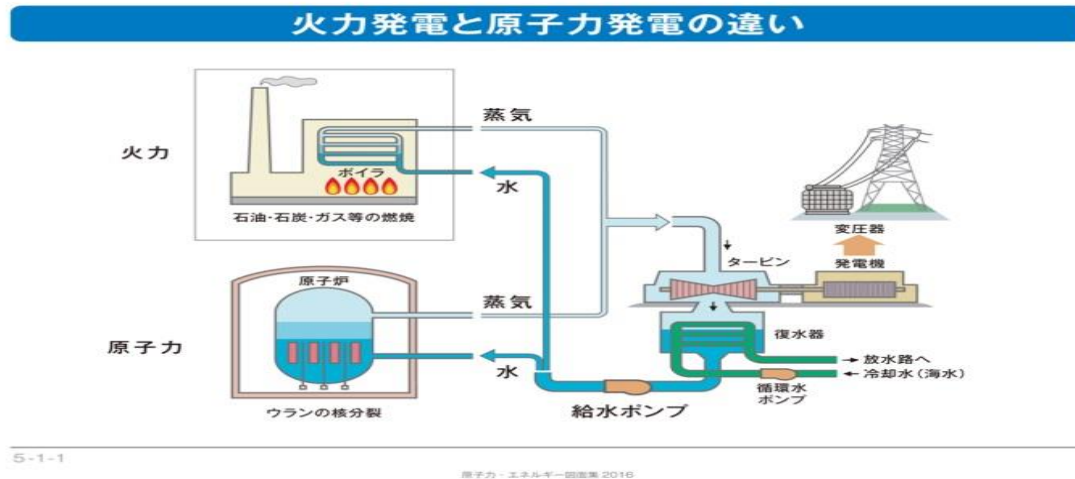 火力発電と原子力発電の違い
蒸気
火力
ボイラ
水
石油・石炭・ガス等の燃焼
変圧器
タービン
発電機
原子炉
蒸気
復水器
原子力
→ 放水路へ
水
← 冷却水(海水)
循環水
ポンプ
ウランの核分裂
給水ポンプ
5-1-1
原子力・エネルギー図面集 2016